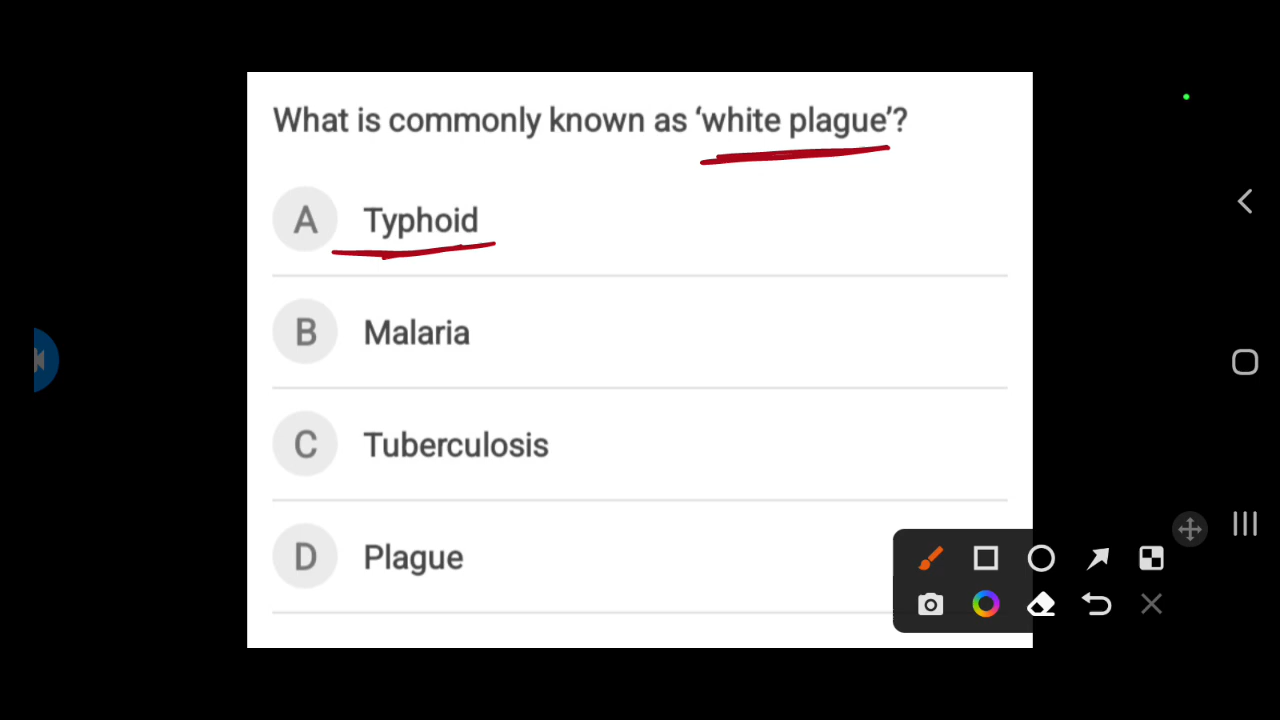 What is commonly known as ‘white plague’?
A Typhoid
B Malaria
C Tuberculosis
D Plague